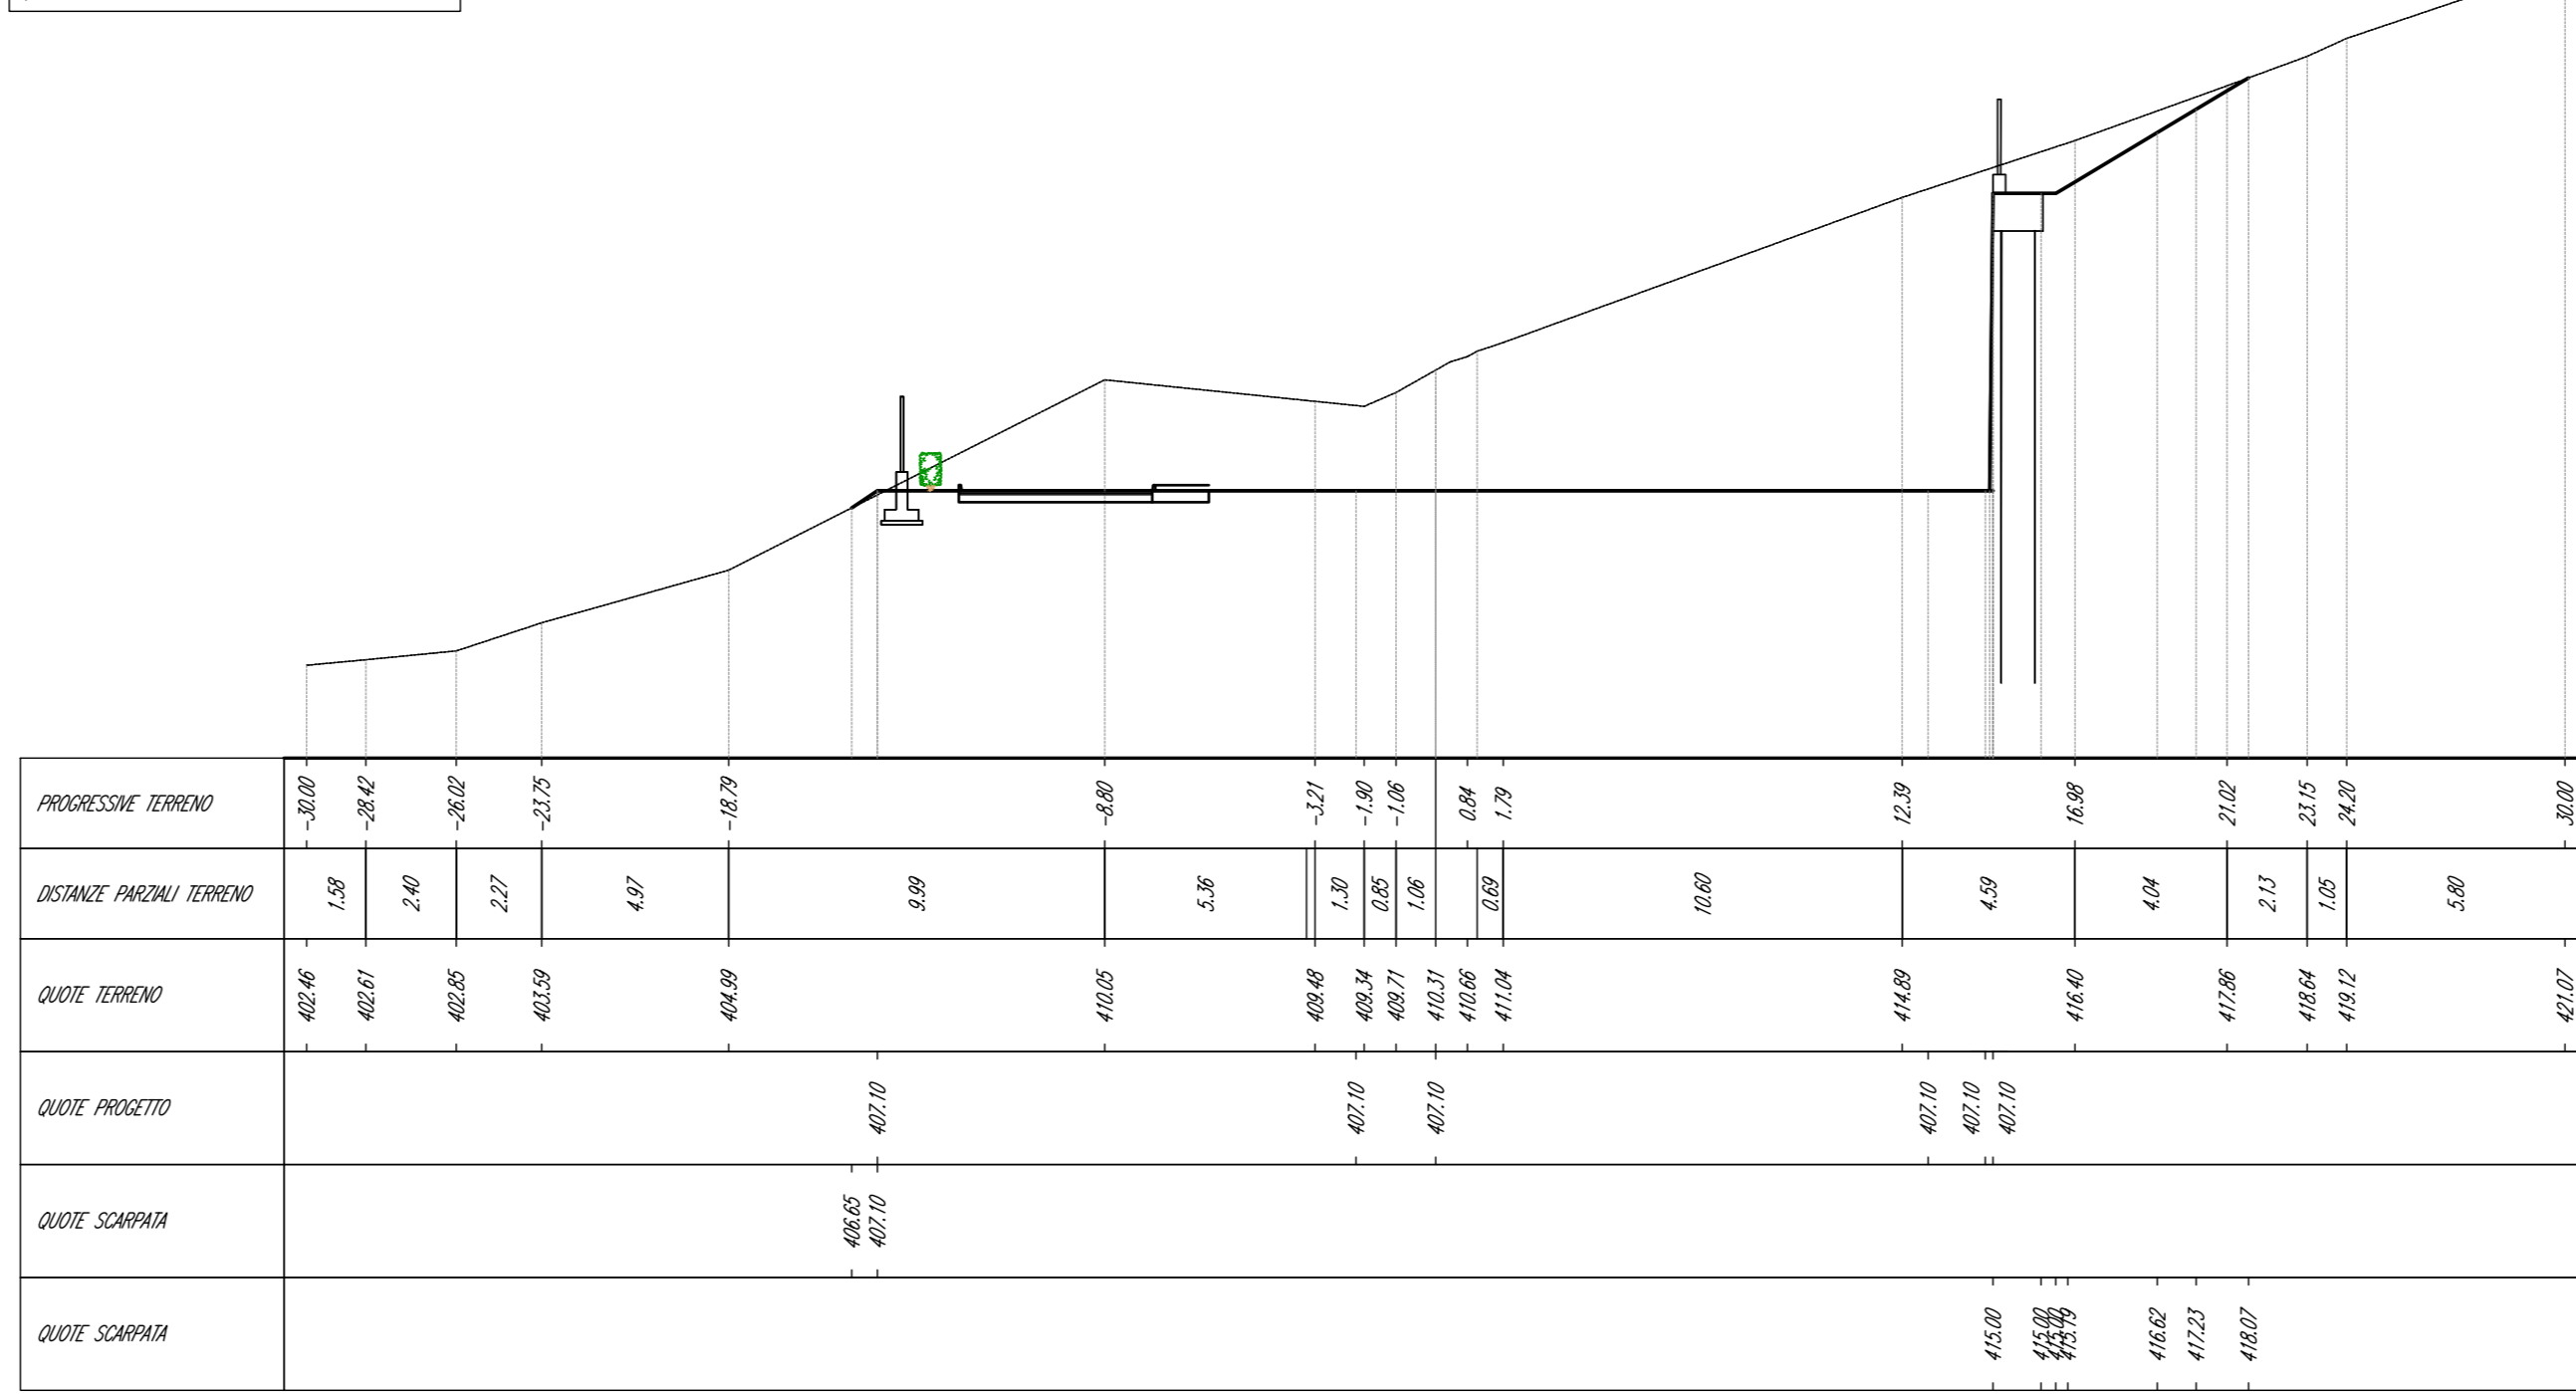 PROGRESSIVE TERRENO -30.00 -28.42 -26.02 -23.75 -18.79 -8.80 -3.21 -1.90 -1.06 0.84 1.79 12.39 16.98 21.02 23.15 24.20 30.00
DISTANZE PARZIALI TERRENO 1.58 2.40 2.27 4.97 9.99 5.36 1.30 0.85 1.06 0.69 10.60 4.59 4.04 2.13 1.05 5.80
QUOTE TERRENO 402.46 402.61 402.85 403.59 404.99 410.05 409.48 409.34 409.71 410.31 410.66 411.04 414.89 416.40 417.86 418.64 419.12 421.07
QUOTE PROGETTO 407.10 407.10 407.10 407.10 407.10 407.10
QUOTE SCARPATA 406.65 407.10
QUOTE SCARPATA 415.00 415.00 415.00 415.19 416.62 417.23 418.07